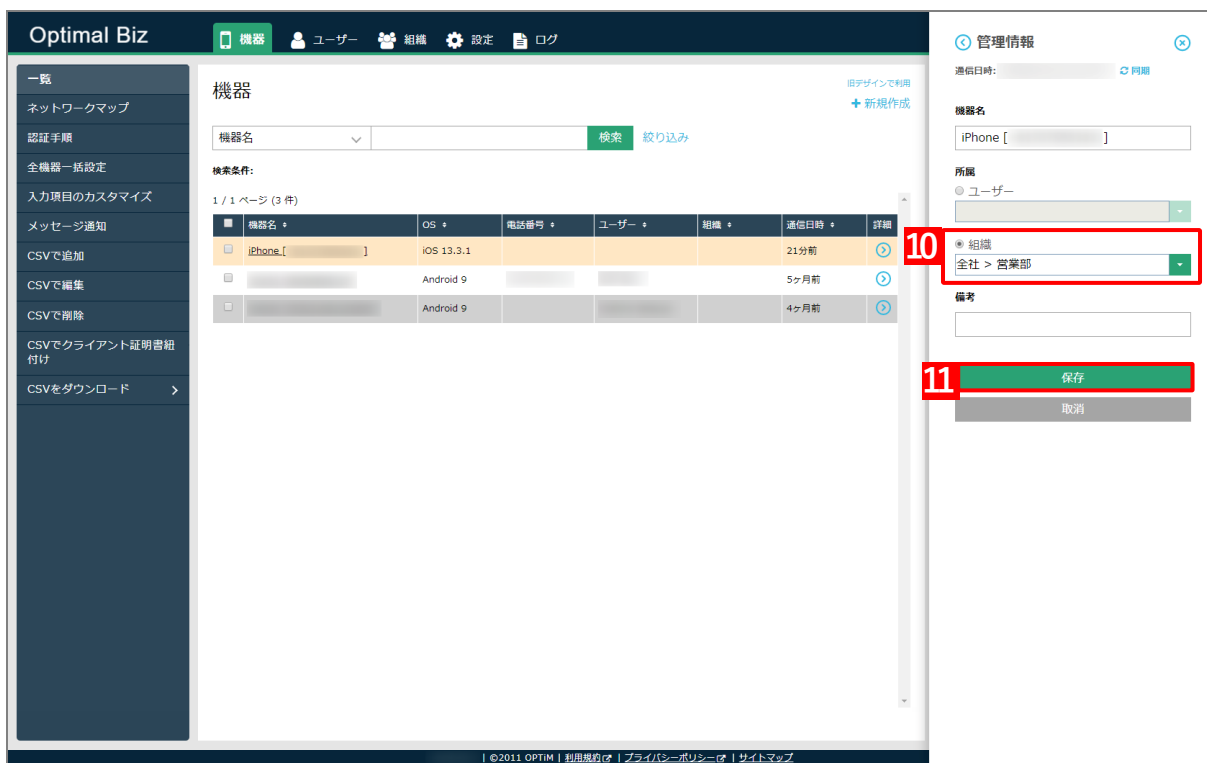 Optimal Biz
機器
ユーザー
組織
設定
ログ
一覧
ネットワークマップ
認証手順
全機器一括設定
入力項目のカスタマイズ
メッセージ通知
CSVで追加
CSVで編集
CSVで削除
CSVでクライアント証明書紐
付け
CSVをダウンロード
機器
旧デザインで利用
新規作成
機器名
検索
絞り込み
検索条件:
1 / 1 ページ (3 件)
機器名 OS 電話番号 ユーザー 組織 通信日時 詳細
iPhone [ ] iOS 13.3.1 21分前
Android 9 5ヶ月前
Android 9 4ヶ月前
管理情報
通信日時: 同期
機器名
iPhone [ ]
所属
ユーザー
10
組織
全社 > 営業部
備考
11
保存
取消
| ©2011 OPTiM | 利用規約 | プライバシーポリシー | サイトマップ